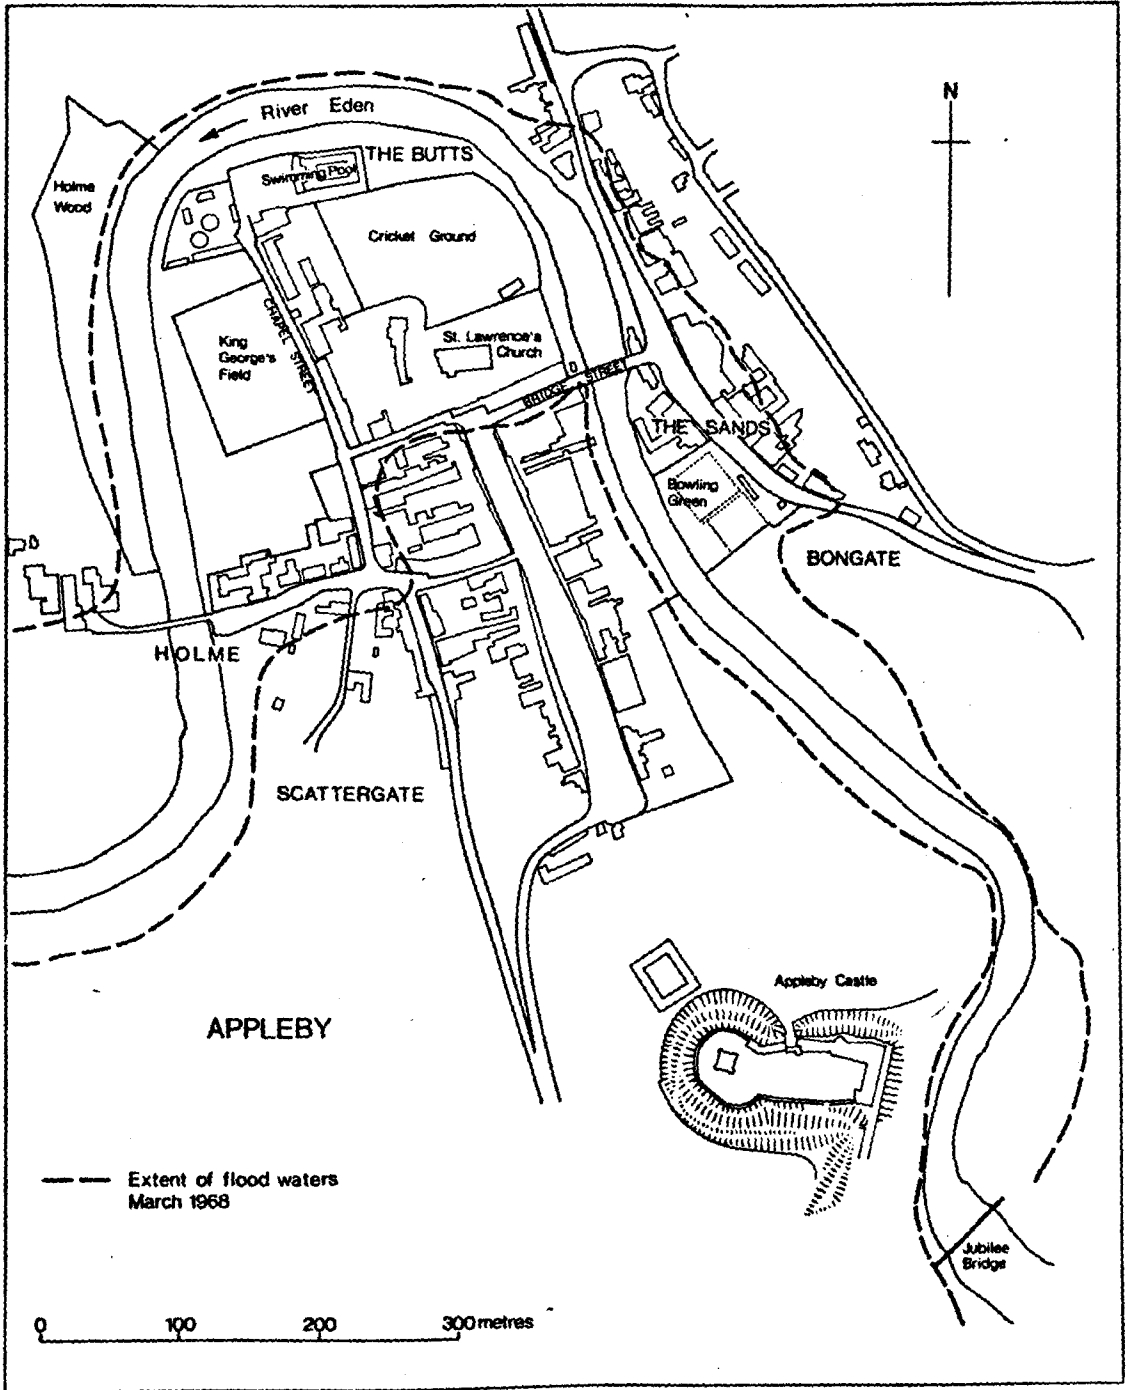 N
River Eden
THE BUTTS
Swimming Pool
Holme
Wood
Cricket Ground
CHAPEL STREET
King
George's
Field
St. Lawrence's
Church
BRIDGE STREET
THE SANDS
Bowling
Green
BONGATE
HOLME
SCATTERGATE
Appleby Castle
APPLEBY
Extent of flood waters
March 1968
Jubilee
Bridge
0 100 200 300 metres